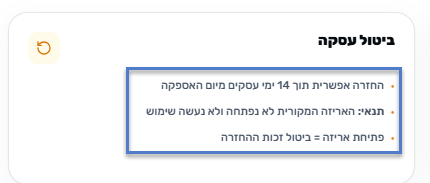 ביטול עסקה
• החזרה אפשרית תוך 14 ימי עסקים מיום האספקה
• תנאי: האריזה המקורית לא נפתחה ולא נעשה שימוש
• פתיחת אריזה = ביטול זכות ההחזרה